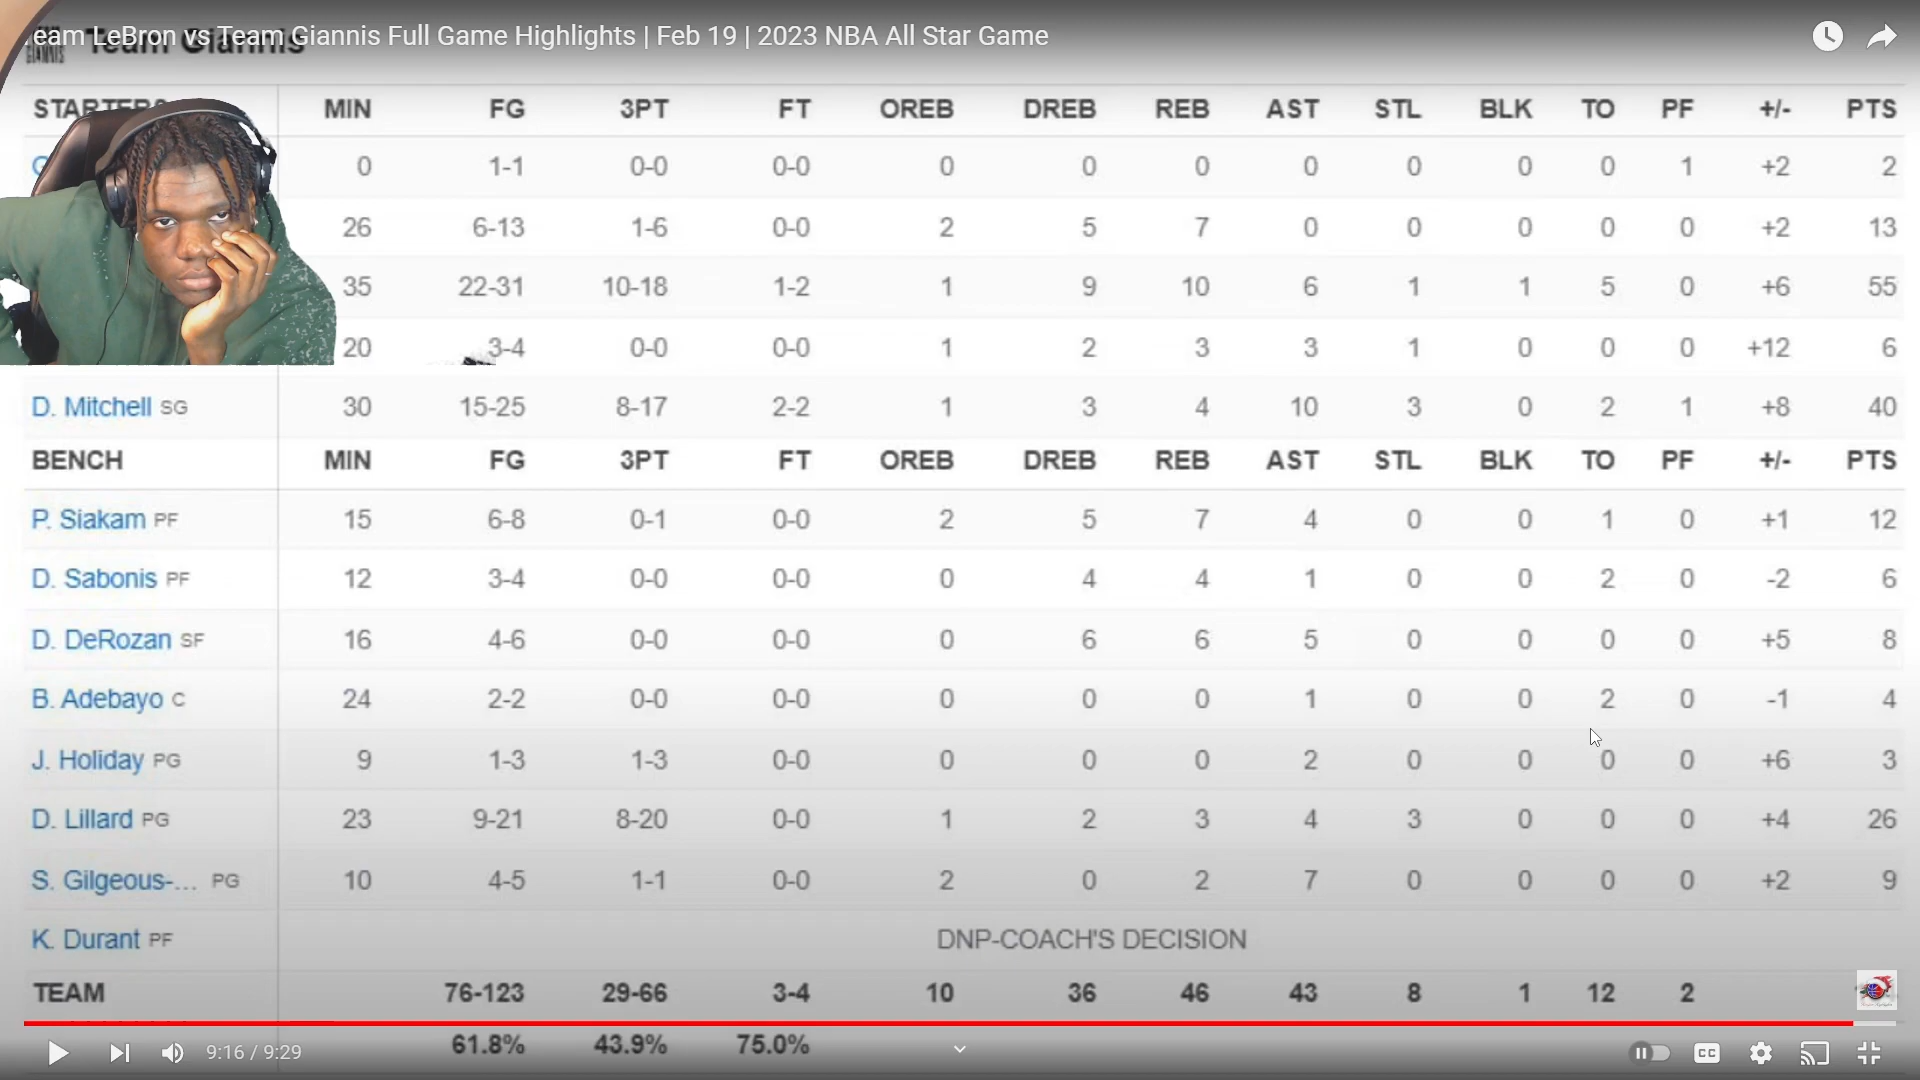 eam LeBron vs Team Giannis Full Game Highlights | Feb 19 | 2023 NBA All Star Game
Team Giannis
STARTERS MIN FG 3PT FT OREB DREB REB AST STL BLK TO PF +/- PTS
0 1-1 0-0 0-0 0 0 0 0 0 0 0 1 +2 2
26 6-13 1-6 0-0 2 5 7 0 0 0 0 0 +2 13
35 22-31 10-18 1-2 1 9 10 6 1 1 5 0 +6 55
20 3-4 0-0 0-0 1 2 3 3 1 0 0 0 +12 6
D. Mitchell SG 30 15-25 8-17 2-2 1 3 4 10 3 0 2 1 +8 40
BENCH MIN FG 3PT FT OREB DREB REB AST STL BLK TO PF +/- PTS
P. Siakam PF 15 6-8 0-1 0-0 2 5 7 4 0 0 1 0 +1 12
D. Sabonis PF 12 3-4 0-0 0-0 0 4 4 1 0 0 2 0 -2 6
D. DeRozan SF 16 4-6 0-0 0-0 0 6 6 5 0 0 0 0 +5 8
B. Adebayo C 24 2-2 0-0 0-0 0 0 0 1 0 0 2 0 -1 4
J. Holiday PG 9 1-3 1-3 0-0 0 0 0 2 0 0 0 0 +6 3
D. Lillard PG 23 9-21 8-20 0-0 1 2 3 4 3 0 0 0 +4 26
S. Gilgeous-... PG 10 4-5 1-1 0-0 2 0 2 7 0 0 0 0 +2 9
K. Durant PF DNP-COACH'S DECISION
TEAM 76-123 29-66 3-4 10 36 46 43 8 1 12 2
61.8% 43.9% 75.0%
9:16 / 9:29
CC